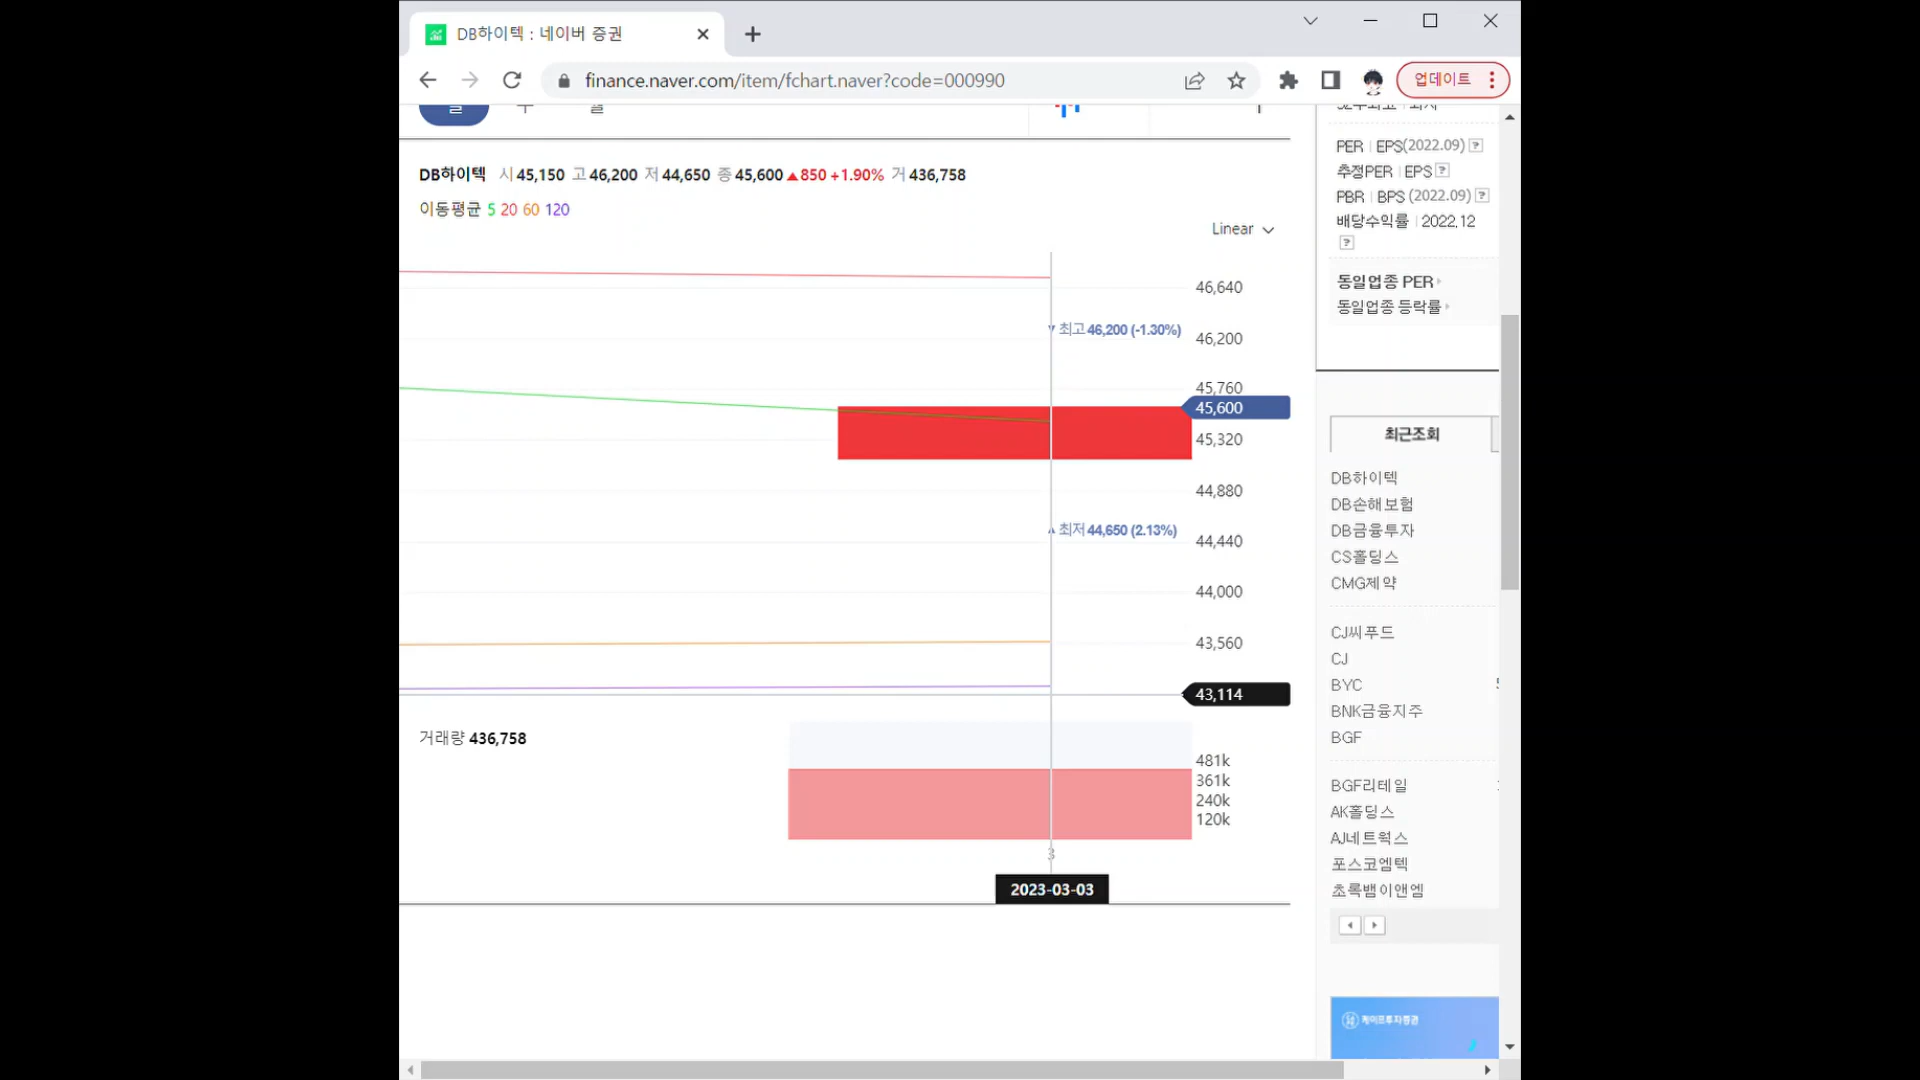 DB하이텍 : 네이버 증권
finance.naver.com/item/fchart.naver?code=000990
업데이트
DB하이텍 시 45,150 고 46,200 저 44,650 종 45,600 ▲850 +1.90% 거 436,758
이동평균 5 20 60 120
Linear
46,640
최고 46,200 (-1.30%)
46,200
45,760
45,600
45,320
44,880
최저 44,650 (2.13%)
44,440
44,000
43,560
43,114
거래량 436,758
481k
361k
240k
120k
3
2023-03-03
PER | EPS(2022.09) ?
추정PER | EPS ?
PBR | BPS (2022.09) ?
배당수익률 | 2022.12
?
동일업종 PER
동일업종 등락률
최근조회
DB하이텍
DB손해보험
DB금융투자
CS홀딩스
CMG제약
CJ씨푸드
CJ
BYC
BNK금융지주
BGF
BGF리테일
AK홀딩스
AJ네트웍스
포스코엠텍
초록뱀이앤엠
케이프투자증권